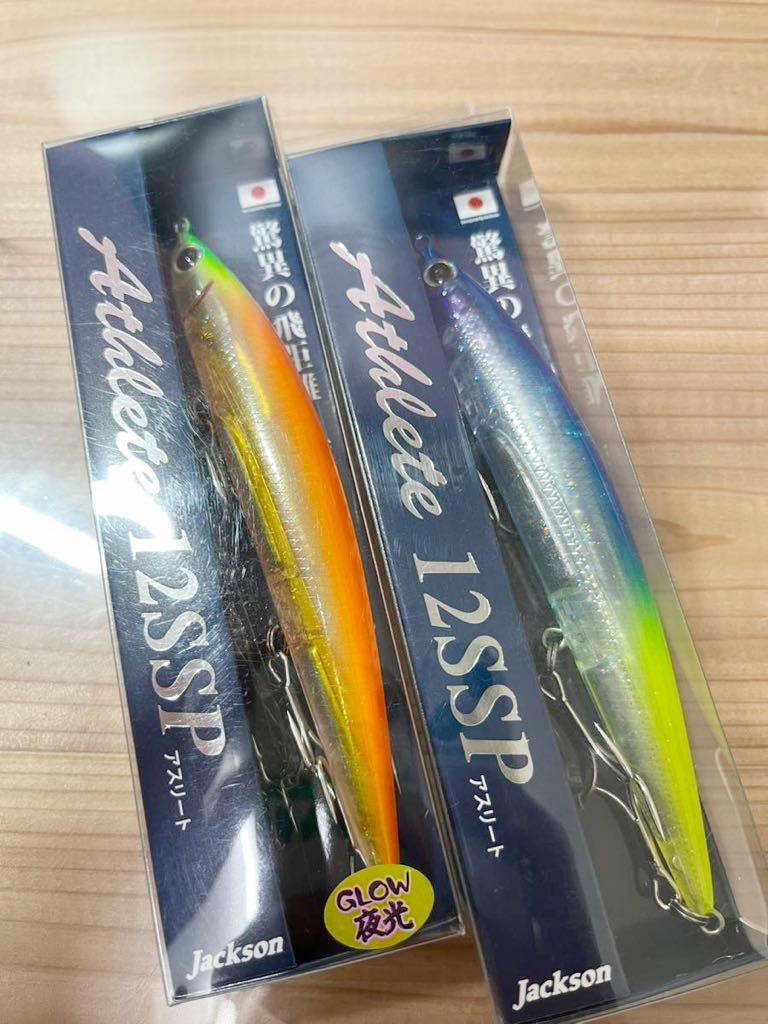 Athlete 12SSP
アスリート
驚異の飛距離
Jackson
GLOW
夜光
Athlete 12SSP
アスリート
驚異の
Jackson